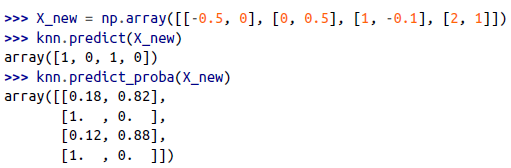 >>> X_new = np.array([[-0.5, 0], [0, 0.5], [1, -0.1], [2, 1]])
>>> knn.predict(X_new)
array([1, 0, 1, 0])
>>> knn.predict_proba(X_new)
array([[0.18, 0.82],
       [1.  , 0.  ],
       [0.12, 0.88],
       [1.  , 0.  ]])